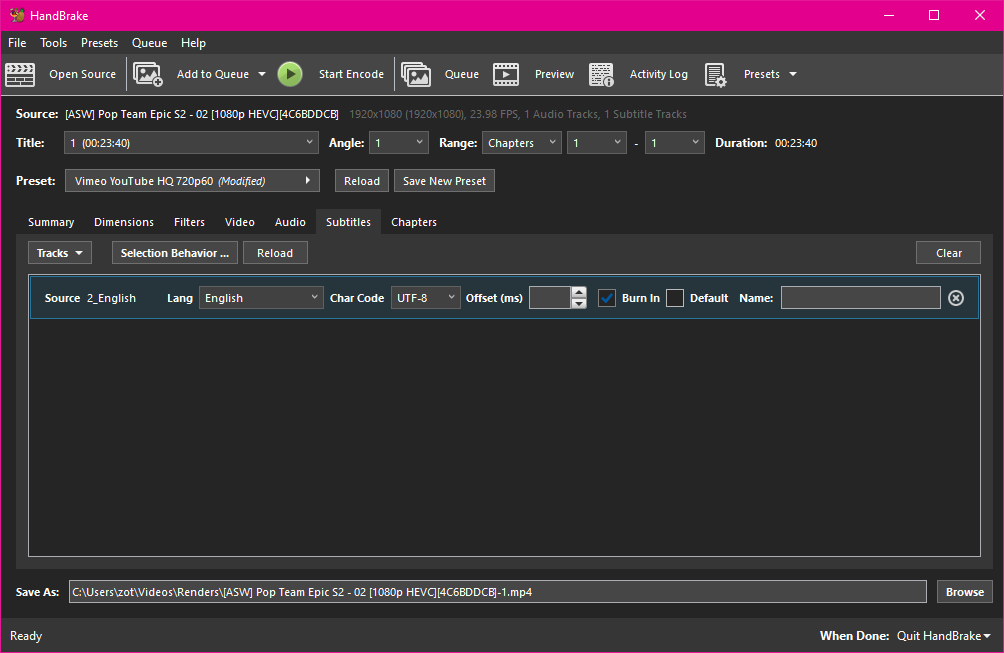 HandBrake
File Tools Presets Queue Help
Open Source Add to Queue Start Encode Queue Preview Activity Log Presets
Source: [ASW] Pop Team Epic S2 - 02 [1080p HEVC][4C6BDDCB] 1920x1080 (1920x1080), 23.98 FPS, 1 Audio Tracks, 1 Subtitle Tracks
Title: 1 (00:23:40) Angle: 1 Range: Chapters 1 - 1 Duration: 00:23:40
Preset: Vimeo YouTube HQ 720p60 (Modified) Reload Save New Preset
Summary Dimensions Filters Video Audio Subtitles Chapters
Tracks Selection Behavior ... Reload Clear
Source 2_English Lang English Char Code UTF-8 Offset (ms) Burn In Default Name:
Save As: C:\Users\zot\Videos\Renders\[ASW] Pop Team Epic S2 - 02 [1080p HEVC][4C6BDDCB]-1.mp4 Browse
Ready When Done: Quit HandBrake